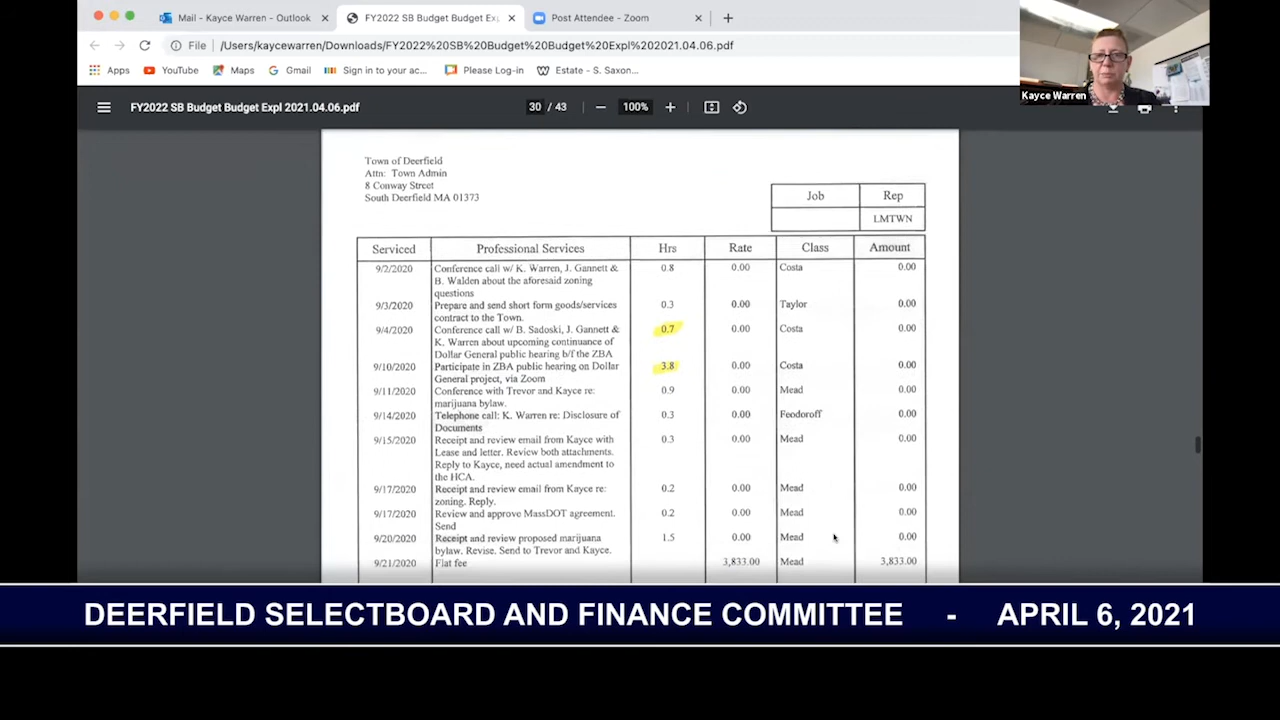 Mail - Kayce Warren - Outlook
FY2022 SB Budget Budget Exp
Post Attendee - Zoom
File /Users/kaycewarren/Downloads/FY2022%20SB%20Budget%20Budget%20Expl%202021.04.06.pdf
Apps YouTube Maps Gmail Sign in to your ac... Please Log-in Estate - S. Saxon...
Kayce Warren
FY2022 SB Budget Budget Expl 2021.04.06.pdf 30 / 43 100%
Town of Deerfield
Attn: Town Admin
8 Conway Street
South Deerfield MA 01373
Job Rep
LMTWN
Serviced Professional Services Hrs Rate Class Amount
9/2/2020 Conference call w/ K. Warren, J. Gannett & 0.8 0.00 Costa 0.00
B. Walden about the aforesaid zoning
questions
9/3/2020 Prepare and send short form goods/services 0.3 0.00 Taylor 0.00
contract to the Town.
9/4/2020 Conference call w/ B. Sadoski, J. Gannett & 0.7 0.00 Costa 0.00
K. Warren about upcoming continuance of
Dollar General public hearing b/f the ZBA
9/10/2020 Participate in ZBA public hearing on Dollar 3.8 0.00 Costa 0.00
General project, via Zoom
9/11/2020 Conference with Trevor and Kayce re: 0.9 0.00 Mead 0.00
marijuana bylaw.
9/14/2020 Telephone call: K. Warren re: Disclosure of 0.3 0.00 Feodoroff 0.00
Documents
9/15/2020 Receipt and review email from Kayce with 0.3 0.00 Mead 0.00
Lease and letter. Review both attachments.
Reply to Kayce, need actual amendment to
the HCA.
9/17/2020 Receipt and review email from Kayce re: 0.2 0.00 Mead 0.00
zoning. Reply.
9/17/2020 Review and approve MassDOT agreement. 0.2 0.00 Mead 0.00
Send
9/20/2020 Receipt and review proposed marijuana 1.5 0.00 Mead 0.00
bylaw. Revise. Send to Trevor and Kayce.
9/21/2020 Flat fee 3,833.00 Mead 3,833.00
DEERFIELD SELECTBOARD AND FINANCE COMMITTEE - APRIL 6, 2021